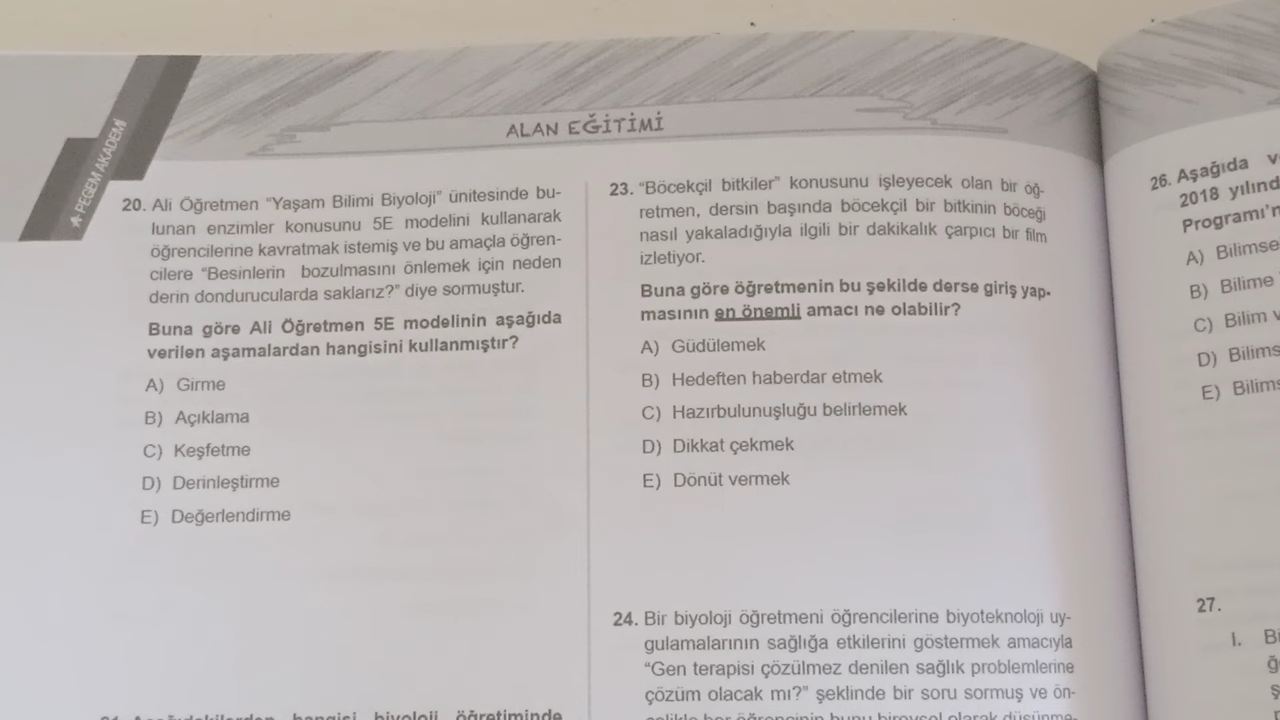 PEGEM AKADEMİ
ALAN EĞİTİMİ
20. Ali Öğretmen “Yaşam Bilimi Biyoloji” ünitesinde bu-
lunan enzimler konusunu 5E modelini kullanarak
öğrencilerine kavratmak istemiş ve bu amaçla öğren-
cilere “Besinlerin bozulmasını önlemek için neden
derin dondurucularda saklarız?” diye sormuştur.
Buna göre Ali Öğretmen 5E modelinin aşağıda
verilen aşamalardan hangisini kullanmıştır?
A) Girme
B) Açıklama
C) Keşfetme
D) Derinleştirme
E) Değerlendirme
hangisi biyoloji öğretiminde
23. “Böcekçil bitkiler” konusunu işleyecek olan bir öğ-
retmen, dersin başında böcekçil bir bitkinin böceği
nasıl yakaladığıyla ilgili bir dakikalık çarpıcı bir film
izletiyor.
Buna göre öğretmenin bu şekilde derse giriş yap-
masının en önemli amacı ne olabilir?
A) Güdülemek
B) Hedeften haberdar etmek
C) Hazırbulunuşluğu belirlemek
D) Dikkat çekmek
E) Dönüt vermek
24. Bir biyoloji öğretmeni öğrencilerine biyoteknoloji uy-
gulamalarının sağlığa etkilerini göstermek amacıyla
“Gen terapisi çözülmez denilen sağlık problemlerine
çözüm olacak mı?” şeklinde bir soru sormuş ve ön-
26. Aşağıda
2018 yılınd
Programı’n
A) Bilimse
B) Bilime
C) Bilim
D) Bilims
E) Bilims
27.
I.